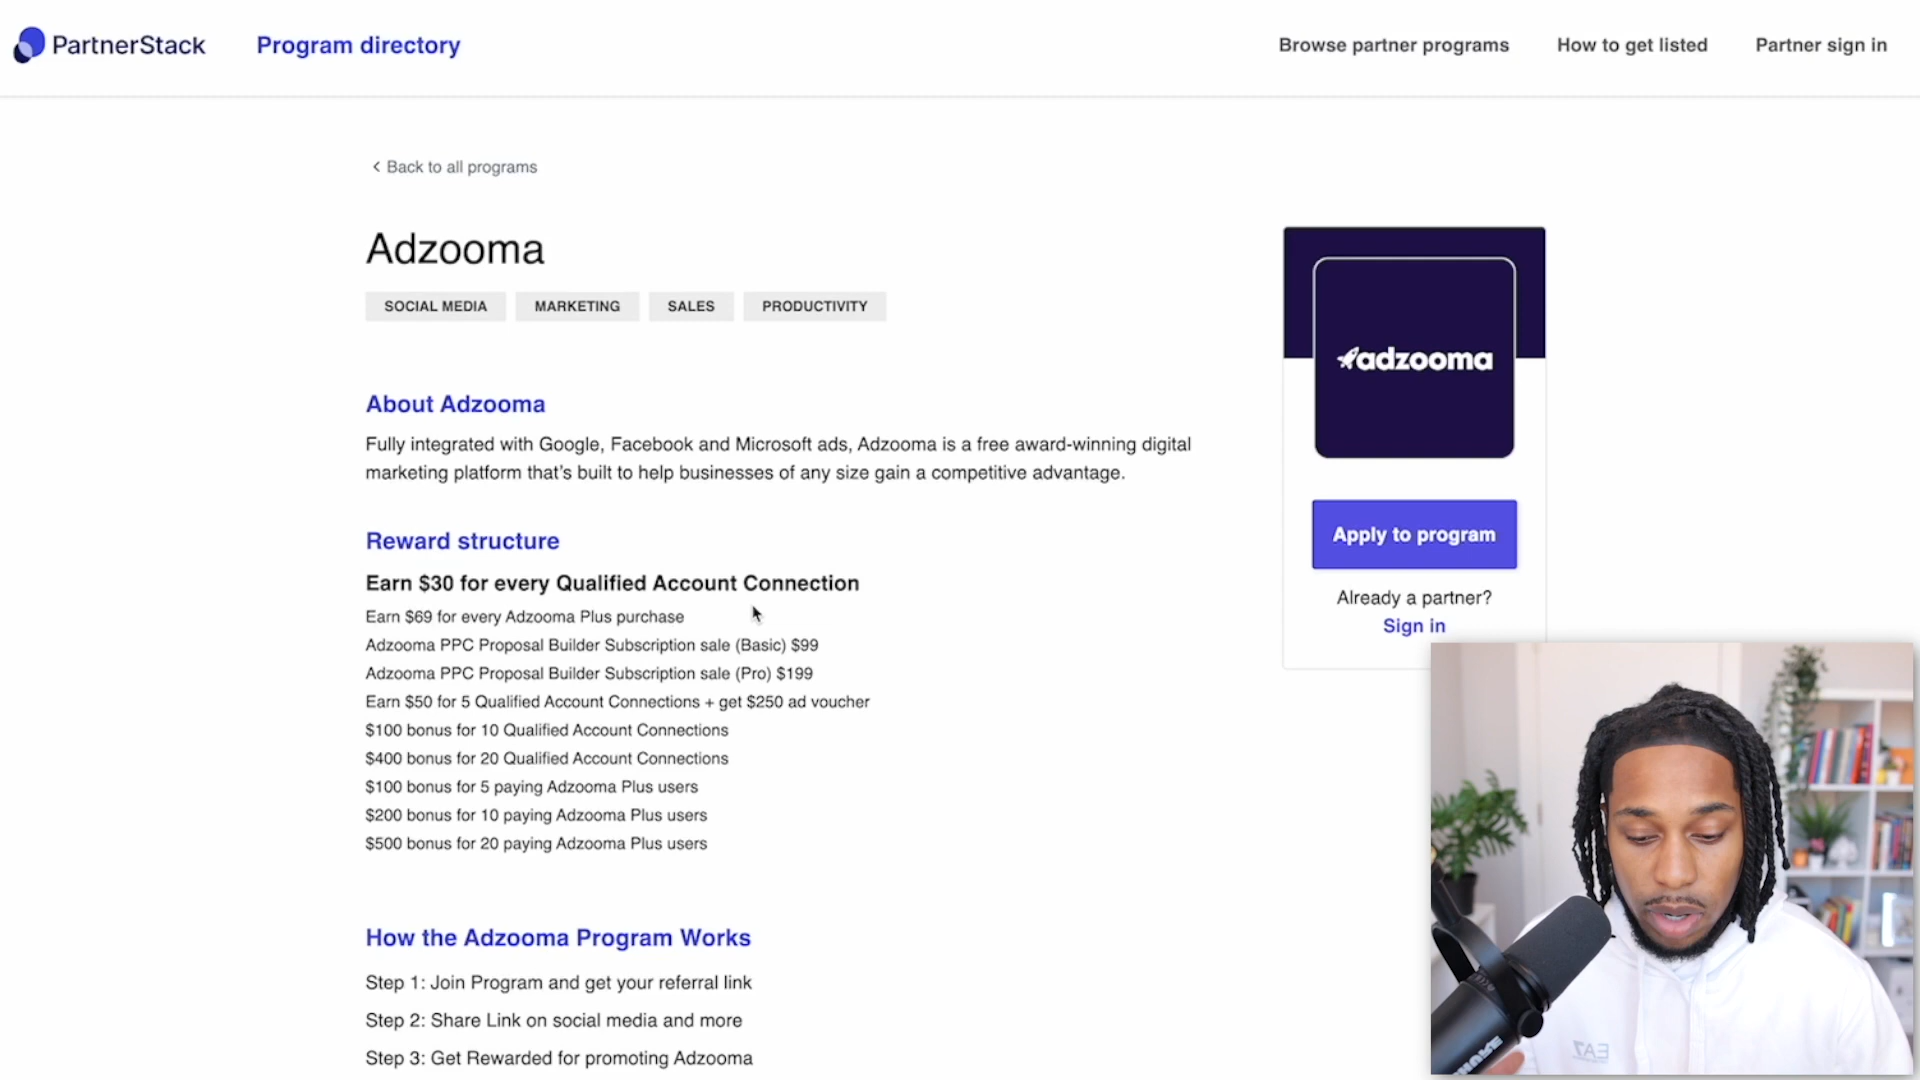 PartnerStack
Program directory
Browse partner programs
How to get listed
Partner sign in
Back to all programs
Adzooma
SOCIAL MEDIA
MARKETING
SALES
PRODUCTIVITY
About Adzooma
Fully integrated with Google, Facebook and Microsoft ads, Adzooma is a free award-winning digital
marketing platform that's built to help businesses of any size gain a competitive advantage.
Reward structure
Earn $30 for every Qualified Account Connection
Earn $69 for every Adzooma Plus purchase
Adzooma PPC Proposal Builder Subscription sale (Basic) $99
Adzooma PPC Proposal Builder Subscription sale (Pro) $199
Earn $50 for 5 Qualified Account Connections + get $250 ad voucher
$100 bonus for 10 Qualified Account Connections
$400 bonus for 20 Qualified Account Connections
$100 bonus for 5 paying Adzooma Plus users
$200 bonus for 10 paying Adzooma Plus users
$500 bonus for 20 paying Adzooma Plus users
How the Adzooma Program Works
Step 1: Join Program and get your referral link
Step 2: Share Link on social media and more
Step 3: Get Rewarded for promoting Adzooma
adzooma
Apply to program
Already a partner?
Sign in
EA7